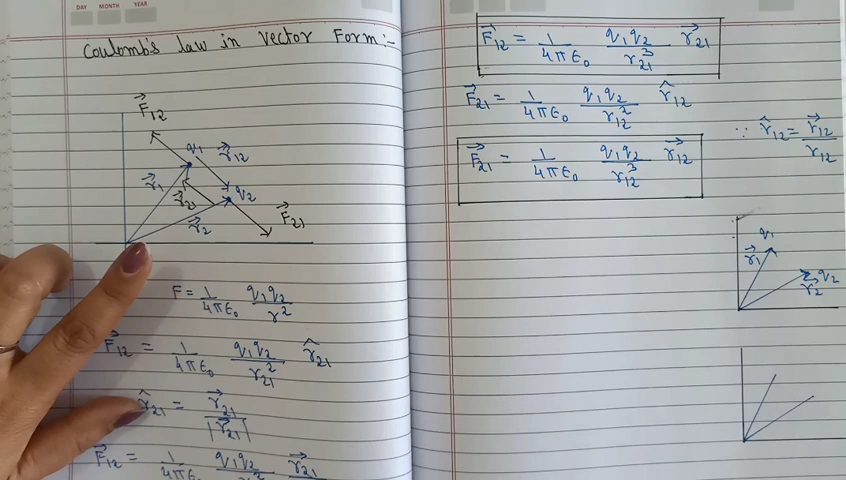 DAY MONTH YEAR
Coulomb's law in Vector Form:-
F⃗12
q1 r⃗12
r⃗1 q2
r⃗21
r⃗2 F⃗21
F = 1/4πε0 q1q2/r²
F⃗12 = 1/4πε0 q1q2/r21² r̂21
r̂21 = r⃗21/|r⃗21|
F⃗12 = 1/4πε0 q1q2/r² r⃗21
F⃗12 = 1/4πε0 q1q2/r21³ r⃗21
F⃗21 = 1/4πε0 q1q2/r12² r̂12
∵ r̂12 = r⃗12/r12
F⃗21 = 1/4πε0 q1q2/r12³ r⃗12
q1
r⃗1 q2
r⃗2